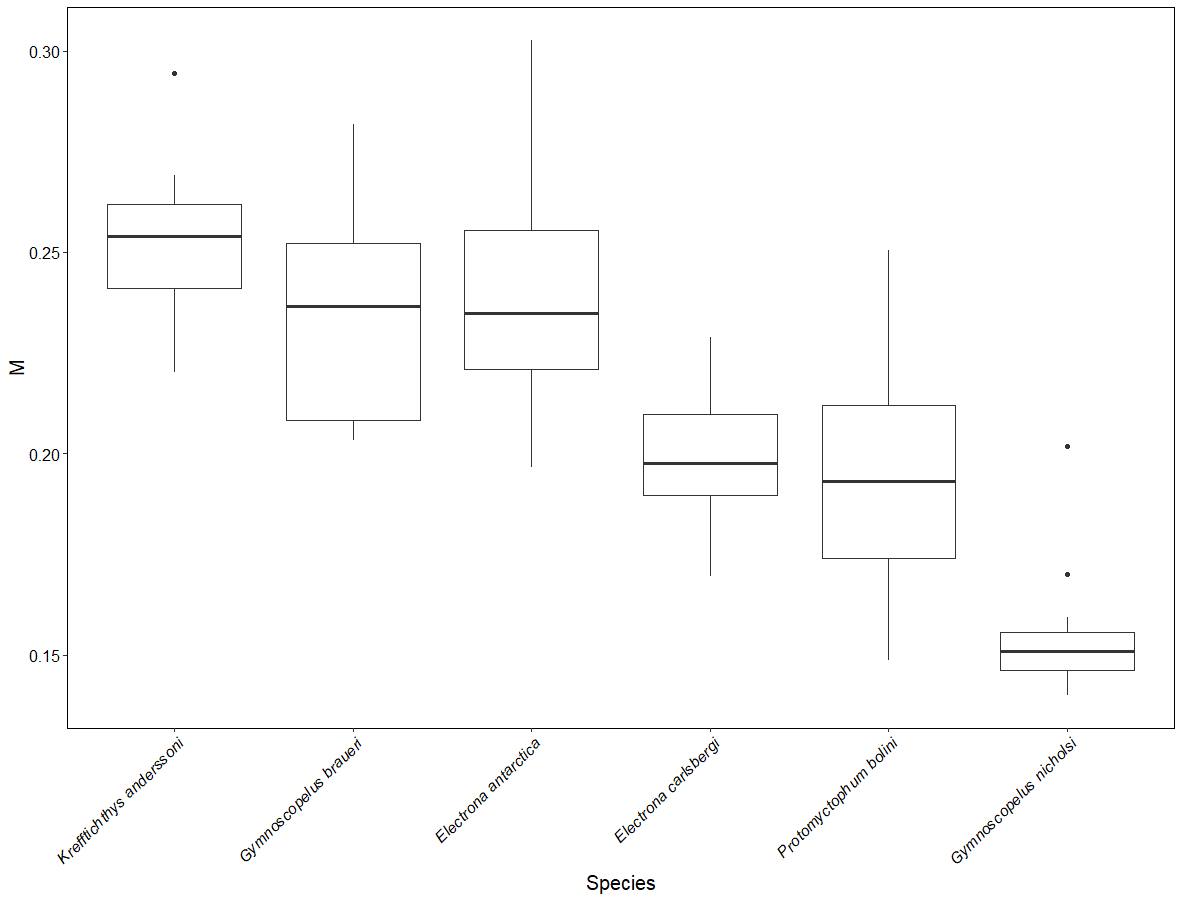 0.30
0.25
0.20
0.15
M
Krefftichthys anderssoni
Gymnoscopelus braueri
Electrona antarctica
Electrona carlsbergi
Protomyctophum bolini
Gymnoscopelus nicholsi
Species